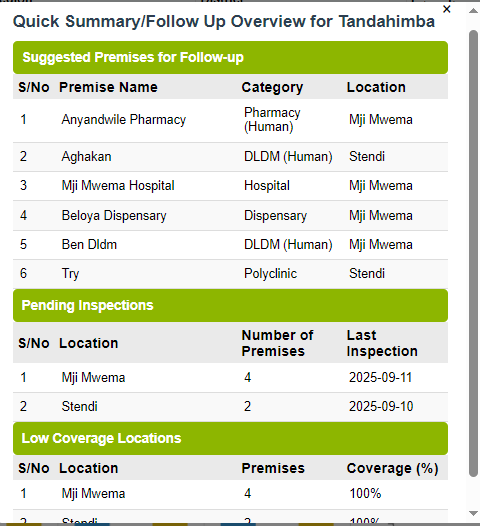 ×
Quick Summary/Follow Up Overview for Tandahimba
Suggested Premises for Follow-up
S/No Premise Name Category Location
1 Anyandwile Pharmacy Pharmacy (Human) Mji Mwema
2 Aghakan DLDM (Human) Stendi
3 Mji Mwema Hospital Hospital Mji Mwema
4 Beloya Dispensary Dispensary Mji Mwema
5 Ben Dldm DLDM (Human) Mji Mwema
6 Try Polyclinic Stendi
Pending Inspections
S/No Location Number of Premises Last Inspection
1 Mji Mwema 4 2025-09-11
2 Stendi 2 2025-09-10
Low Coverage Locations
S/No Location Premises Coverage (%)
1 Mji Mwema 4 100%
2 Stendi 2 100%